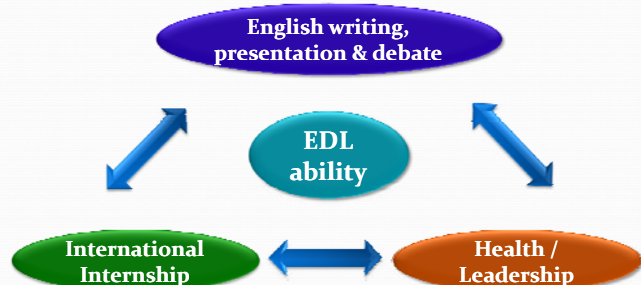 English writing,
presentation & debate
EDL
ability
International
Internship
Health /
Leadership